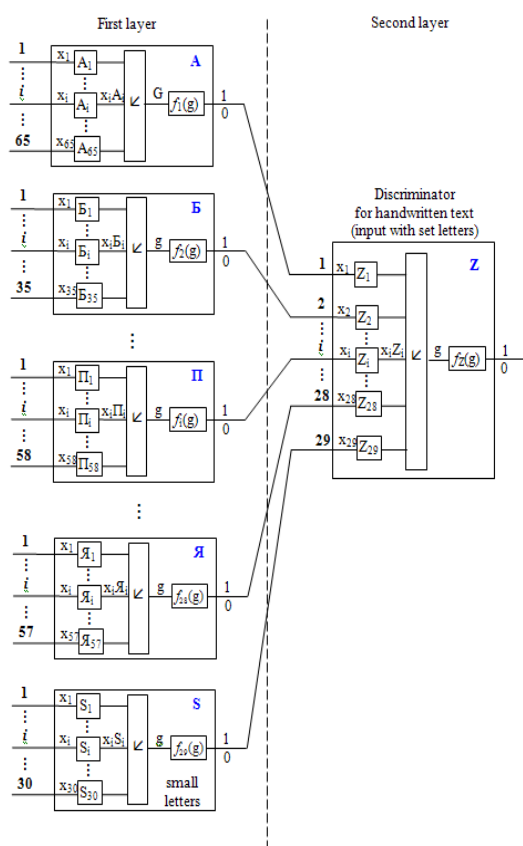 First layer
Second layer
1 x₁ A₁ А
⋮ ⋮
i xᵢ Aᵢ xᵢAᵢ G f₁(g) 1 0
⋮ ⋮
65 x₆₅ A₆₅
1 x₁ Б₁ Б
⋮
i xᵢ Бᵢ xᵢБᵢ g f₂(g) 1 0
⋮
35 x₃₅ Б₃₅
⋮
1 x₁ П₁ П
⋮ ⋮
i xᵢ Пᵢ xᵢПᵢ g fᵢ(g) 1 0
⋮ ⋮
58 x₅₈ П₅₈
⋮
1 x₁ Я₁ Я
⋮ ⋮
i xᵢ Яᵢ xᵢЯᵢ g f₂₈(g) 1 0
⋮ ⋮
57 x₅₇ Я₅₇
1 x₁ S₁ S
⋮ ⋮
i xᵢ Sᵢ xᵢSᵢ g f₂₉(g) 1 0
⋮ ⋮
30 x₃₀ S₃₀
small
letters
Discriminator
for handwritten text
(input with set letters)
1 x₁ Z₁ Z
2 x₂ Z₂
⋮ ⋮
i xᵢ Zᵢ xᵢZᵢ g f_Z(g) 1 0
⋮ ⋮
28 x₂₈ Z₂₈
29 x₂₉ Z₂₉